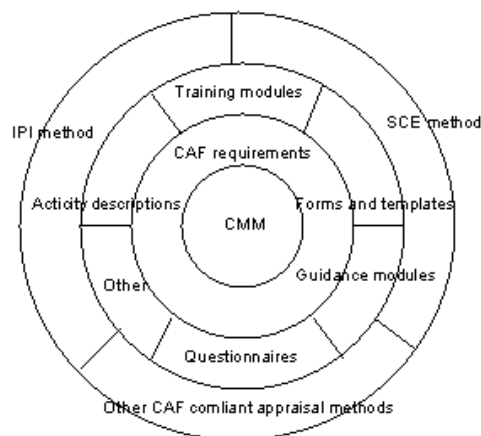 Training modules
SCE method
IPI method
CAF requirements
Acticity descriptions
Forms and templates
CMM
Other
Guidance modules
Questionnaires
Other CAF comliant appraisal methods